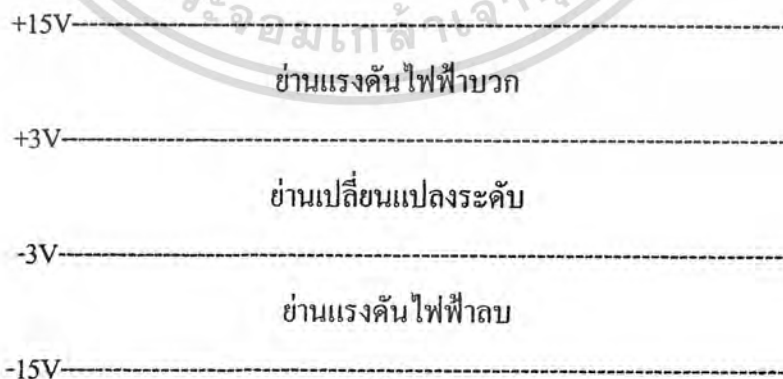 +15V
ย่านแรงดันไฟฟ้าบวก
+3V
ย่านเปลี่ยนแปลงระดับ
-3V
ย่านแรงดันไฟฟ้าลบ
-15V